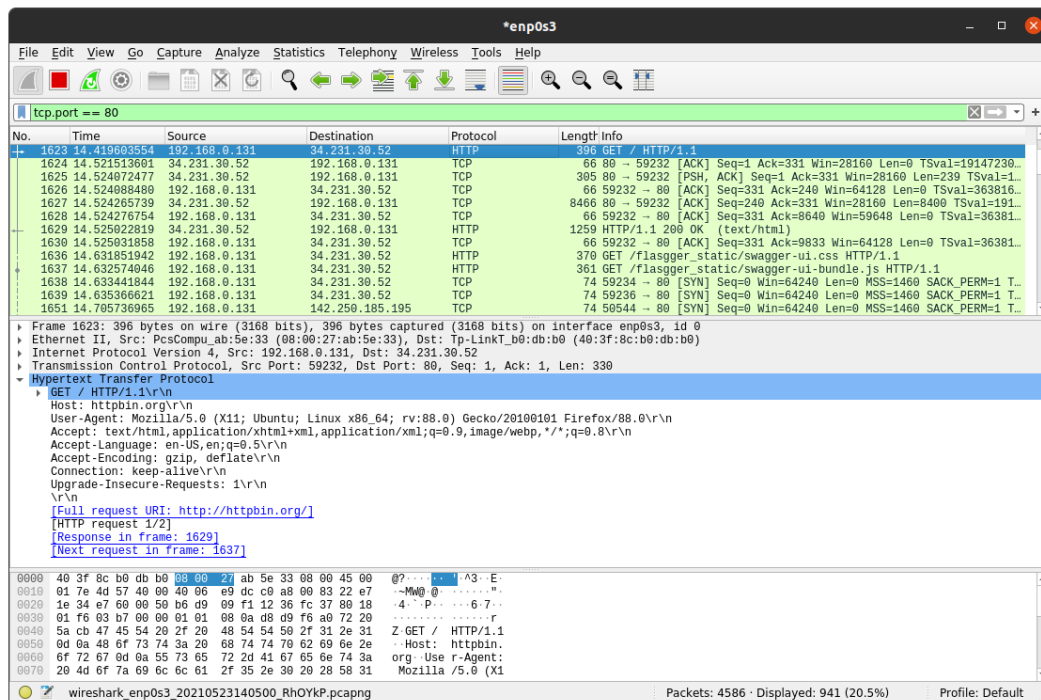 *enp0s3
File Edit View Go Capture Analyze Statistics Telephony Wireless Tools Help
tcp.port == 80
No. Time Source Destination Protocol Length Info
1623 14.419603554 192.168.0.131 34.231.30.52 HTTP 396 GET / HTTP/1.1
1624 14.521513601 34.231.30.52 192.168.0.131 TCP 66 80 → 59232 [ACK] Seq=1 Ack=331 Win=28160 Len=0 TSval=19147230…
1625 14.524072477 34.231.30.52 192.168.0.131 TCP 305 80 → 59232 [PSH, ACK] Seq=1 Ack=331 Win=28160 Len=239 TSval=1…
1626 14.524088480 192.168.0.131 34.231.30.52 TCP 66 59232 → 80 [ACK] Seq=331 Ack=240 Win=64128 Len=0 TSval=363816…
1627 14.524265739 34.231.30.52 192.168.0.131 TCP 8466 80 → 59232 [ACK] Seq=240 Ack=331 Win=28160 Len=8400 TSval=191…
1628 14.524276754 192.168.0.131 34.231.30.52 TCP 66 59232 → 80 [ACK] Seq=331 Ack=8640 Win=59648 Len=0 TSval=36381…
1629 14.525022819 34.231.30.52 192.168.0.131 HTTP 1259 HTTP/1.1 200 OK (text/html)
1630 14.525031858 192.168.0.131 34.231.30.52 TCP 66 59232 → 80 [ACK] Seq=331 Ack=9833 Win=64128 Len=0 TSval=36381…
1636 14.631851942 192.168.0.131 34.231.30.52 HTTP 370 GET /flasgger_static/swagger-ui.css HTTP/1.1
1637 14.632574046 192.168.0.131 34.231.30.52 HTTP 361 GET /flasgger_static/swagger-ui-bundle.js HTTP/1.1
1638 14.633441844 192.168.0.131 34.231.30.52 TCP 74 59234 → 80 [SYN] Seq=0 Win=64240 Len=0 MSS=1460 SACK_PERM=1 T…
1639 14.635366621 192.168.0.131 34.231.30.52 TCP 74 59236 → 80 [SYN] Seq=0 Win=64240 Len=0 MSS=1460 SACK_PERM=1 T…
1651 14.705736965 192.168.0.131 142.250.185.195 TCP 74 50544 → 80 [SYN] Seq=0 Win=64240 Len=0 MSS=1460 SACK_PERM=1 T…
Frame 1623: 396 bytes on wire (3168 bits), 396 bytes captured (3168 bits) on interface enp0s3, id 0
Ethernet II, Src: PcsCompu_ab:5e:33 (08:00:27:ab:5e:33), Dst: Tp-LinkT_b0:db:b0 (40:3f:8c:b0:db:b0)
Internet Protocol Version 4, Src: 192.168.0.131, Dst: 34.231.30.52
Transmission Control Protocol, Src Port: 59232, Dst Port: 80, Seq: 1, Ack: 1, Len: 330
Hypertext Transfer Protocol
GET / HTTP/1.1\r\n
Host: httpbin.org\r\n
User-Agent: Mozilla/5.0 (X11; Ubuntu; Linux x86_64; rv:88.0) Gecko/20100101 Firefox/88.0\r\n
Accept: text/html,application/xhtml+xml,application/xml;q=0.9,image/webp,*/*;q=0.8\r\n
Accept-Language: en-US,en;q=0.5\r\n
Accept-Encoding: gzip, deflate\r\n
Connection: keep-alive\r\n
Upgrade-Insecure-Requests: 1\r\n
\r\n
[Full request URI: http://httpbin.org/]
[HTTP request 1/2]
[Response in frame: 1629]
[Next request in frame: 1637]
0000 40 3f 8c b0 db b0 08 00 27 ab 5e 33 08 00 45 00 @?······ '·^3··E·
0010 01 7e 4d 57 40 00 40 06 e9 dc c0 a8 00 83 22 e7 ·~MW@·@· ······"·
0020 1e 34 e7 60 00 50 b6 d9 09 f1 12 36 fc 37 80 18 ·4·`·P·· ···6·7··
0030 01 f6 03 b7 00 00 01 01 08 0a d8 d9 f6 a0 72 20 ········ ······r
0040 5a cb 47 45 54 20 2f 20 48 54 54 50 2f 31 2e 31 Z·GET / HTTP/1.1
0050 0d 0a 48 6f 73 74 3a 20 68 74 74 70 62 69 6e 2e ··Host: httpbin.
0060 6f 72 67 0d 0a 55 73 65 72 2d 41 67 65 6e 74 3a org··Use r-Agent:
0070 20 4d 6f 7a 69 6c 6c 61 2f 35 2e 30 20 28 58 31 Mozilla /5.0 (X1
wireshark_enp0s3_20210523140500_RhOYkP.pcapng Packets: 4586 · Displayed: 941 (20.5%) Profile: Default